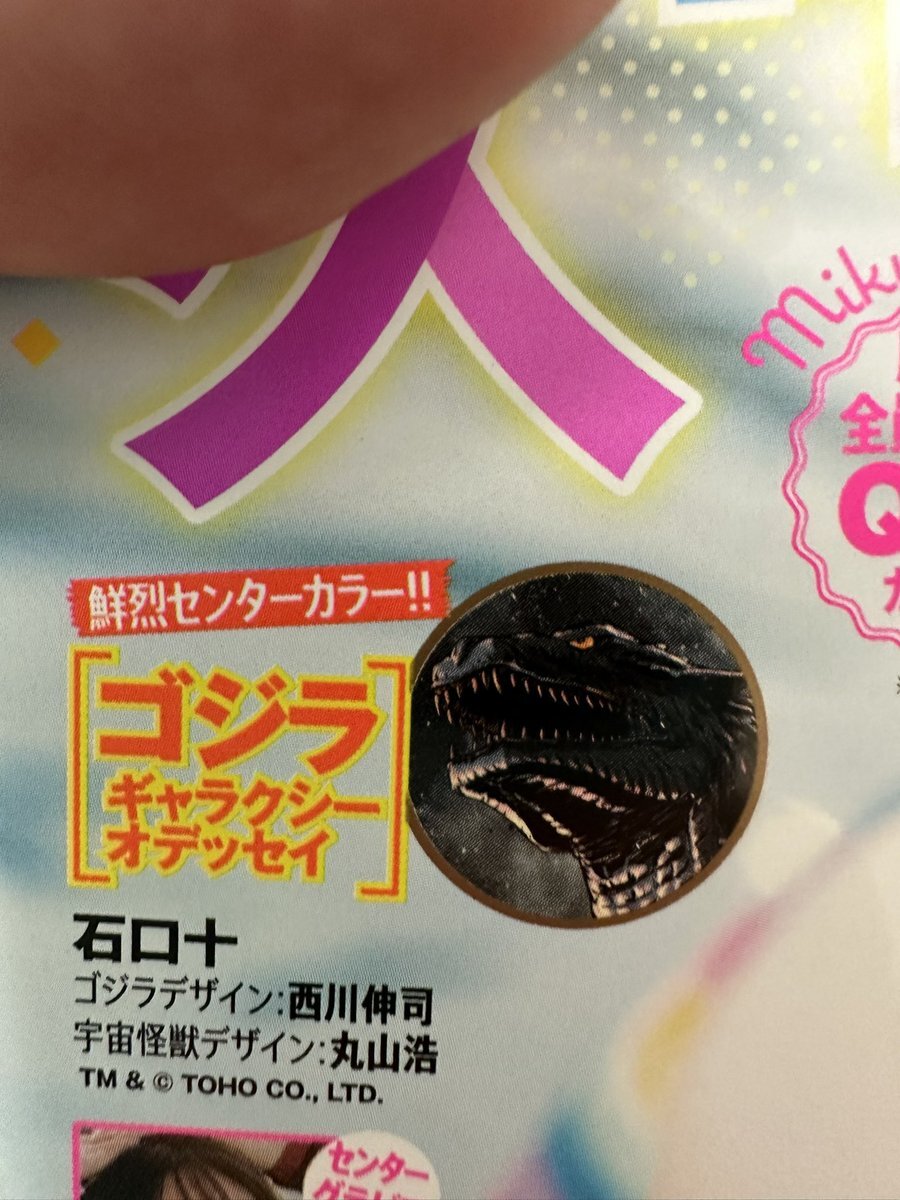 Miku
全
Q
鮮烈センターカラー!!
ゴジラ
ギャラクシー
オデッセイ
石口十
ゴジラデザイン:西川伸司
宇宙怪獣デザイン:丸山浩
TM & © TOHO CO., LTD.
センター